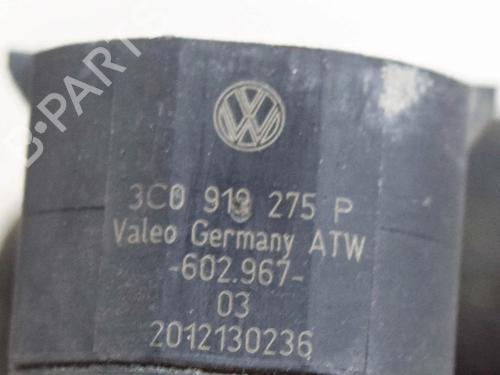 B-PARTS
3C0 919 275 P
Valeo Germany ATW
-602.967-
03
2012130236